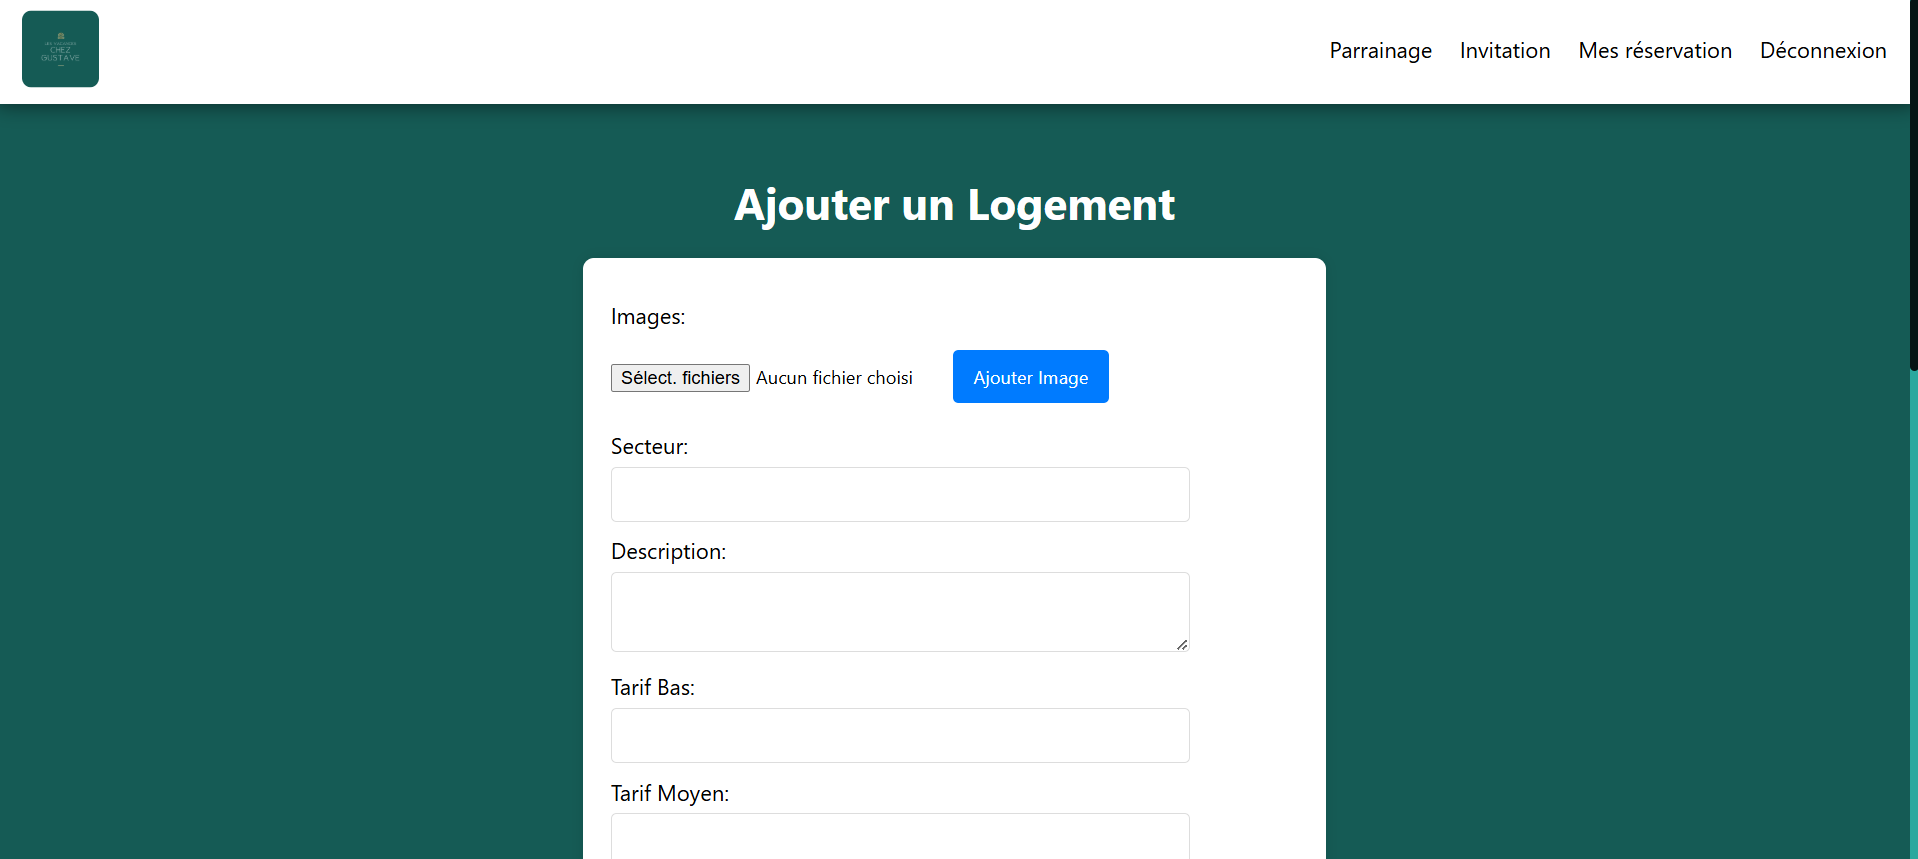 CHEZ
GUSTAVE
Parrainage Invitation Mes réservation Déconnexion
Ajouter un Logement
Images:
Sélect. fichiers Aucun fichier choisi Ajouter Image
Secteur:
Description:
Tarif Bas:
Tarif Moyen: